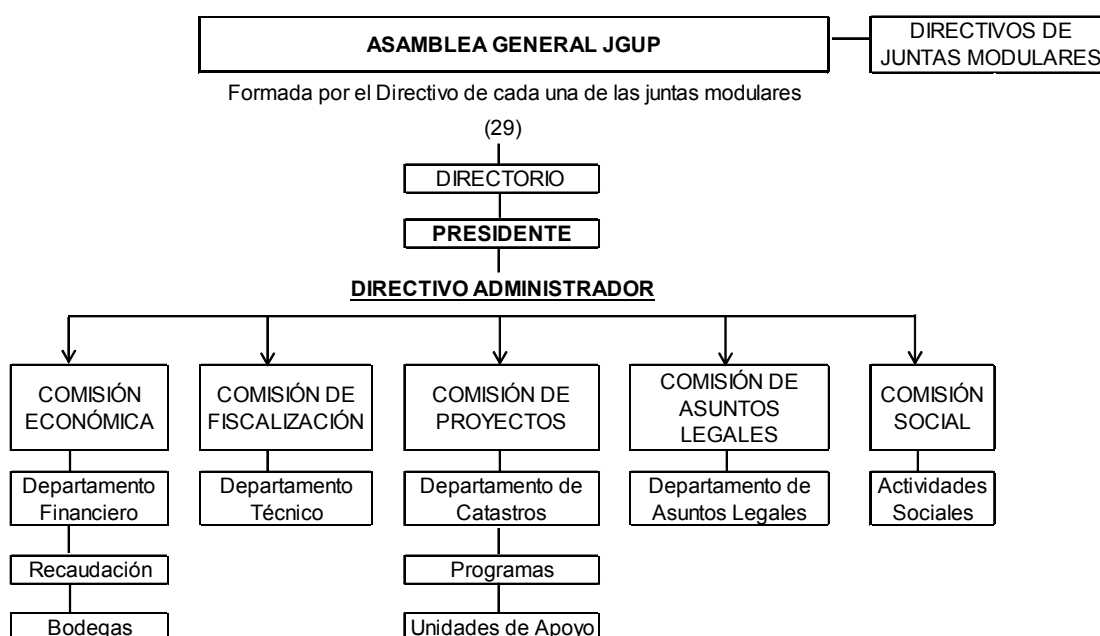 ASAMBLEA GENERAL JGUP
DIRECTIVOS DE
JUNTAS MODULARES
Formada por el Directivo de cada una de las juntas modulares
(29)
DIRECTORIO
PRESIDENTE
DIRECTIVO ADMINISTRADOR
COMISIÓN
ECONÓMICA
COMISIÓN DE
FISCALIZACIÓN
COMISIÓN DE
PROYECTOS
COMISIÓN DE
ASUNTOS
LEGALES
COMISIÓN
SOCIAL
Departamento
Financiero
Departamento
Técnico
Departamento de
Catastros
Departamento de
Asuntos Legales
Actividades
Sociales
Recaudación
Programas
Bodegas
Unidades de Apoyo